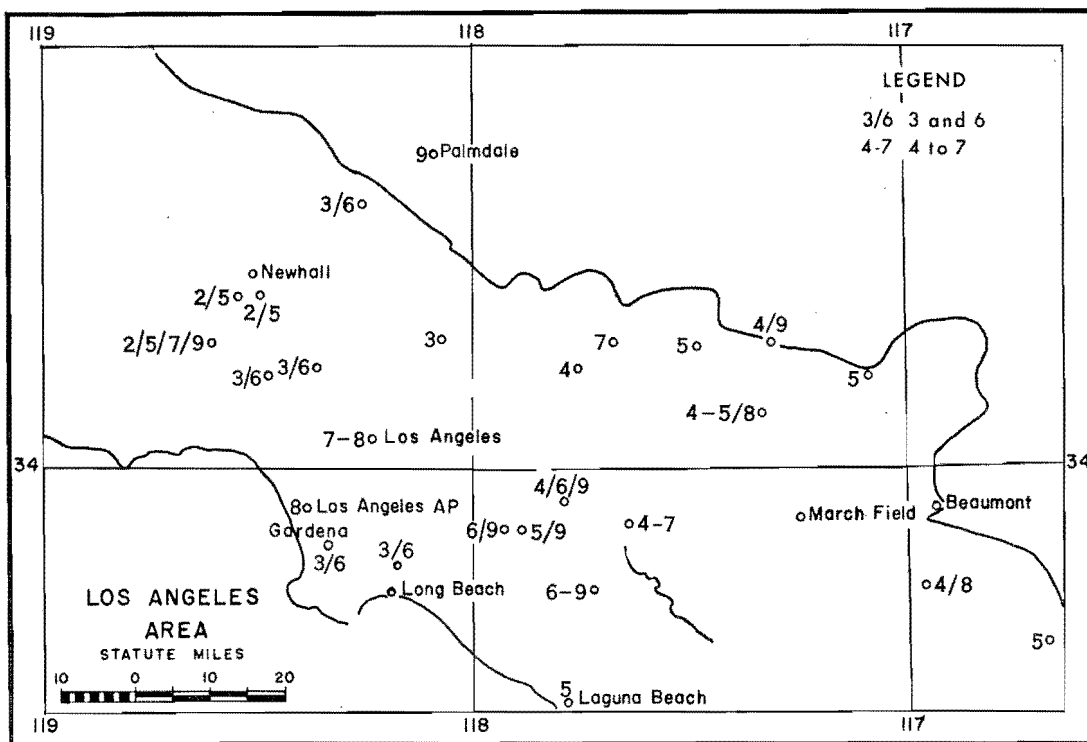 119
118
117
LEGEND
3/6 3 and 6
4-7 4 to 7
9 Palmdale
3/6
Newhall
2/5
2/5
2/5/7/9
3/6
3/6
3
7
4
5
4/9
5
4-5/8
7-8 Los Angeles
34
34
4/6/9
8 Los Angeles AP
Gardena
3/6
3/6
6/9
5/9
4-7
March Field
Beaumont
Long Beach
6-9
4/8
5
LOS ANGELES
AREA
STATUTE MILES
10 0 10 20
5
Laguna Beach
119
118
117